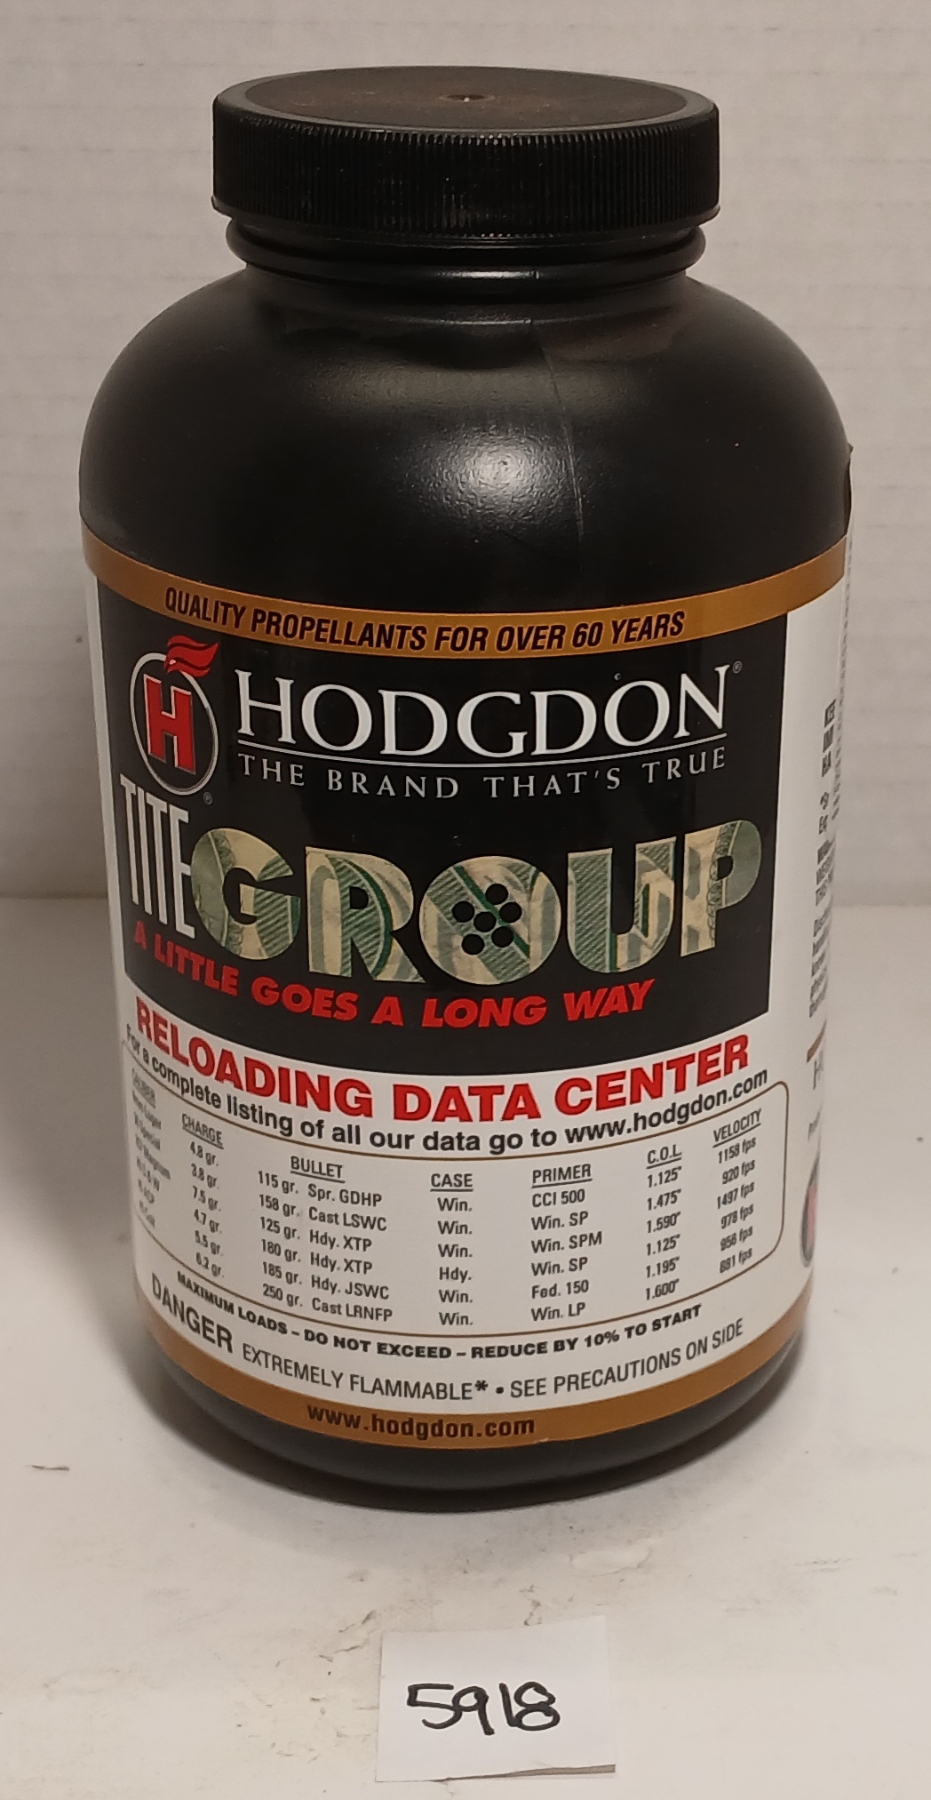 QUALITY PROPELLANTS FOR OVER 60 YEARS
H HODGDON®
THE BRAND THAT'S TRUE
TITEGROUP®
A LITTLE GOES A LONG WAY
RELOADING DATA CENTER
For a complete listing of all our data go to www.hodgdon.com
CHARGE BULLET CASE PRIMER C.O.L. VELOCITY
4.8 gr. 115 gr. Spr. GDHP Win. CCI 500 1.125" 1158 fps
3.8 gr. 158 gr. Cast LSWC Win. Win. SP 1.475" 920 fps
7.5 gr. 125 gr. Hdy. XTP Win. Win. SPM 1.590" 1497 fps
4.7 gr. 180 gr. Hdy. XTP Hdy. Win. SP 1.125" 978 fps
5.5 gr. 185 gr. Hdy. JSWC Win. Fed. 150 1.195" 956 fps
6.2 gr. 250 gr. Cast LRNFP Win. Win. LP 1.600" 881 fps
MAXIMUM LOADS – DO NOT EXCEED – REDUCE BY 10% TO START
DANGER EXTREMELY FLAMMABLE* • SEE PRECAUTIONS ON SIDE
www.hodgdon.com
5918